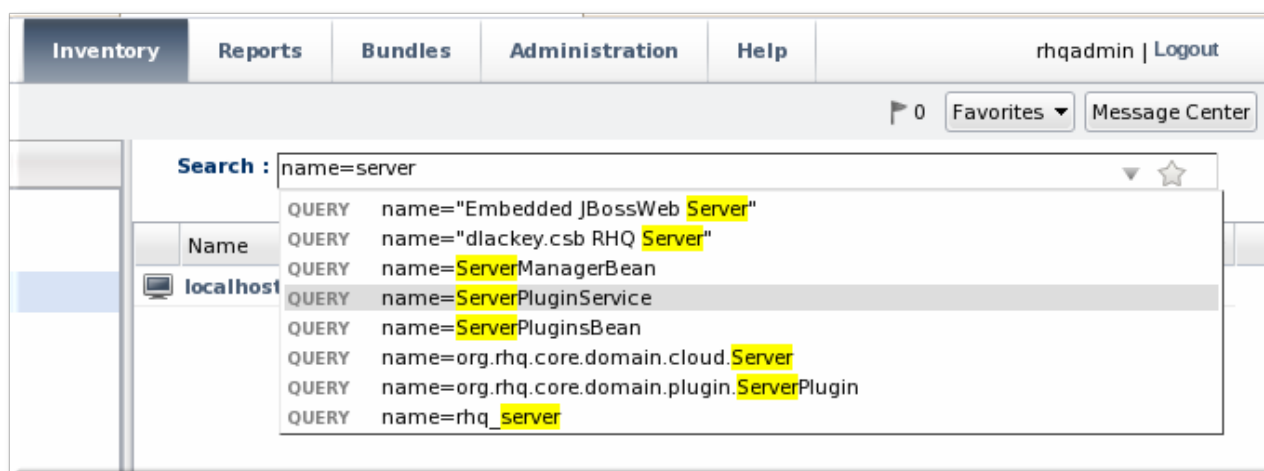 Inventory Reports Bundles Administration Help rhqadmin | Logout
0 Favorites Message Center
Search : name=server
QUERY name="Embedded JBossWeb Server"
QUERY name="dlackey.csb RHQ Server"
Name
QUERY name=ServerManagerBean
localhost
QUERY name=ServerPluginService
QUERY name=ServerPluginsBean
QUERY name=org.rhq.core.domain.cloud.Server
QUERY name=org.rhq.core.domain.plugin.ServerPlugin
QUERY name=rhq_server